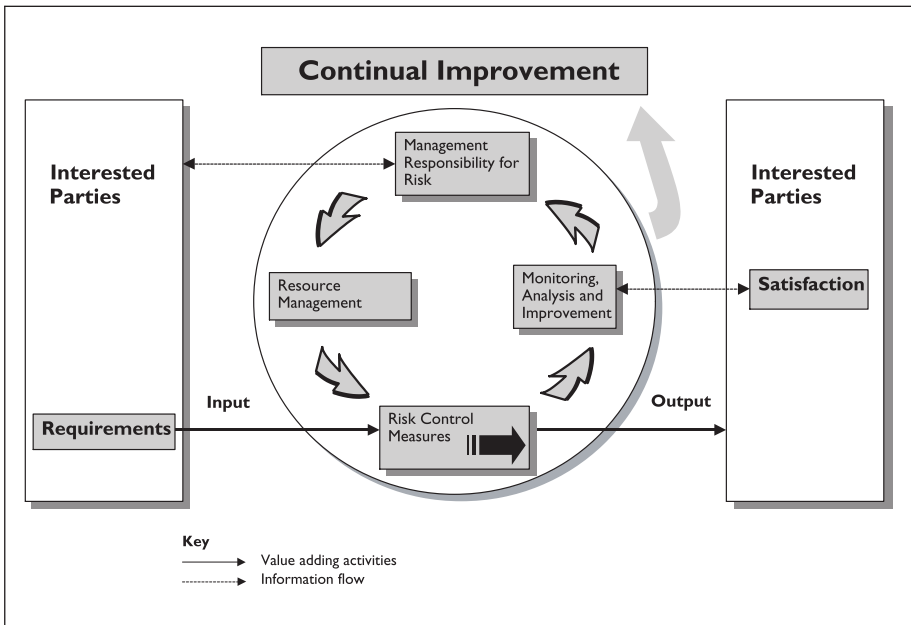 Continual Improvement
Interested
Parties
Management
Responsibility for
Risk
Interested
Parties
Resource
Management
Monitoring,
Analysis and
Improvement
Satisfaction
Input
Output
Requirements
Risk Control
Measures
Key
Value adding activities
Information flow